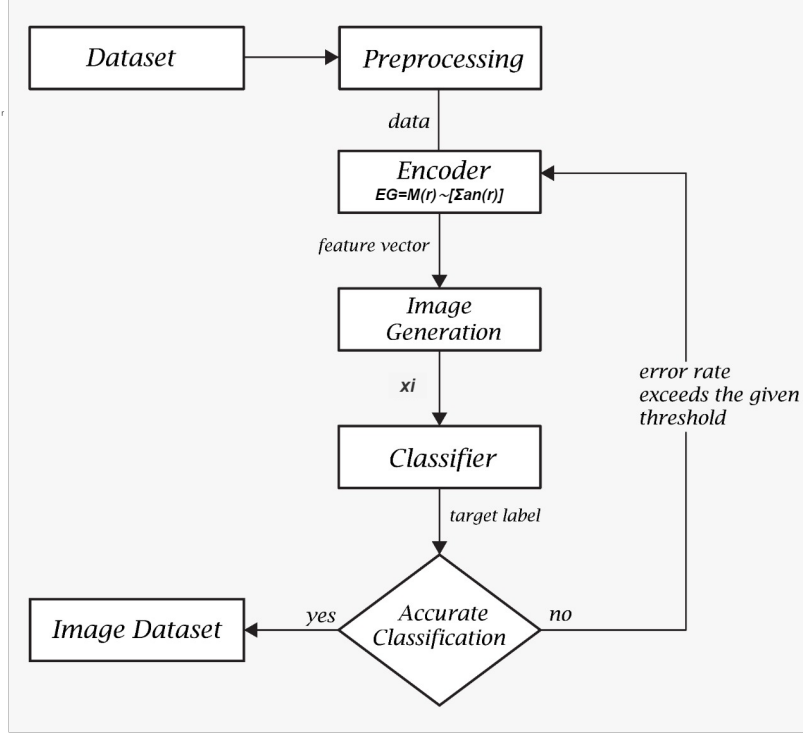 Dataset
Preprocessing
r
data
Encoder
EG=M(r)~[Σan(r)]
feature vector
Image
Generation
xi
error rate
exceeds the given
threshold
Classifier
target label
yes
Accurate
Classification
no
Image Dataset